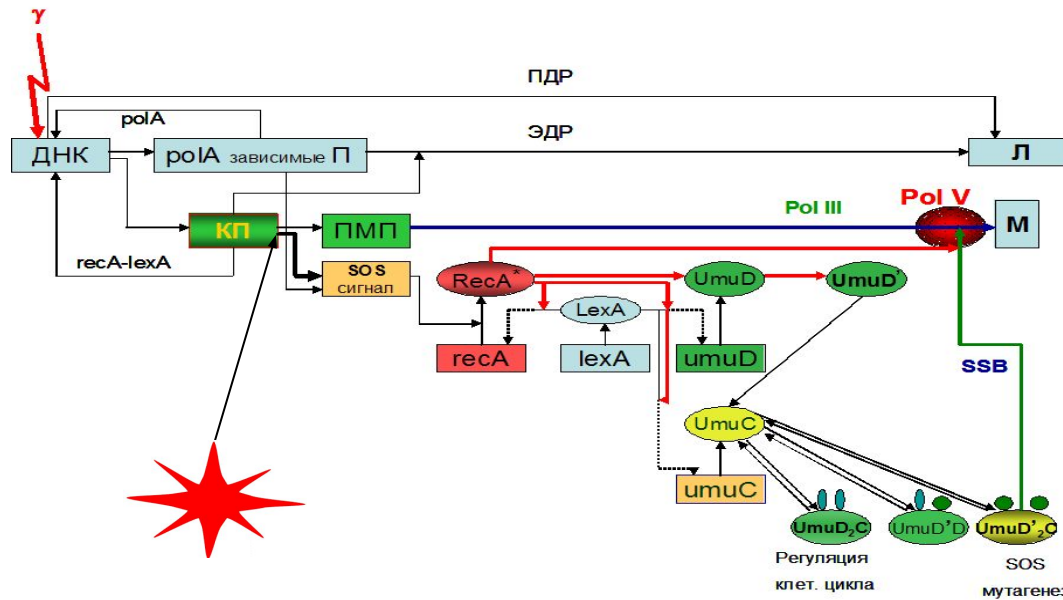 γ
ПДР
polA
ЭДР
ДНК
polA зависимые П
Л
Pol V
Pol III
КП
ПМП
М
recA-lexA
SOS
сигнал
RecA*
UmuD
UmuD'
LexA
recA
lexA
umuD
SSB
UmuC
umuC
UmuD2C
UmuD'D
UmuD'2C
Регуляция
клет. цикла
SOS
мутагенез